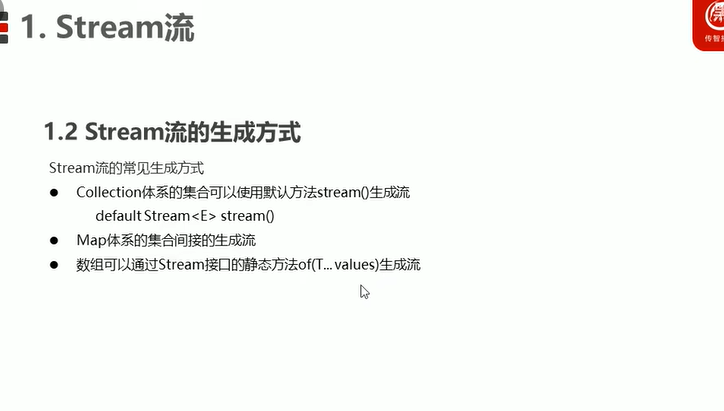 1. Stream流
传智播
1.2 Stream流的生成方式
Stream流的常见生成方式
● Collection体系的集合可以使用默认方法stream()生成流
default Stream<E> stream()
● Map体系的集合间接的生成流
● 数组可以通过Stream接口的静态方法of(T... values)生成流